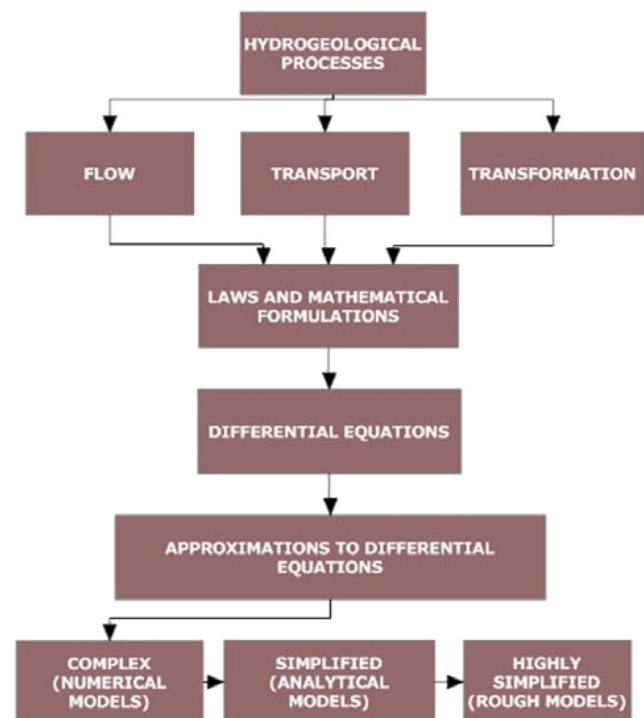 HYDROGEOLOGICAL
PROCESSES
FLOW
TRANSPORT
TRANSFORMATION
LAWS AND MATHEMATICAL
FORMULATIONS
DIFFERENTIAL EQUATIONS
APPROXIMATIONS TO DIFFERENTIAL
EQUATIONS
COMPLEX
(NUMERICAL
MODELS)
SIMPLIFIED
(ANALYTICAL
MODELS)
HIGHLY
SIMPLIFIED
(ROUGH MODELS)